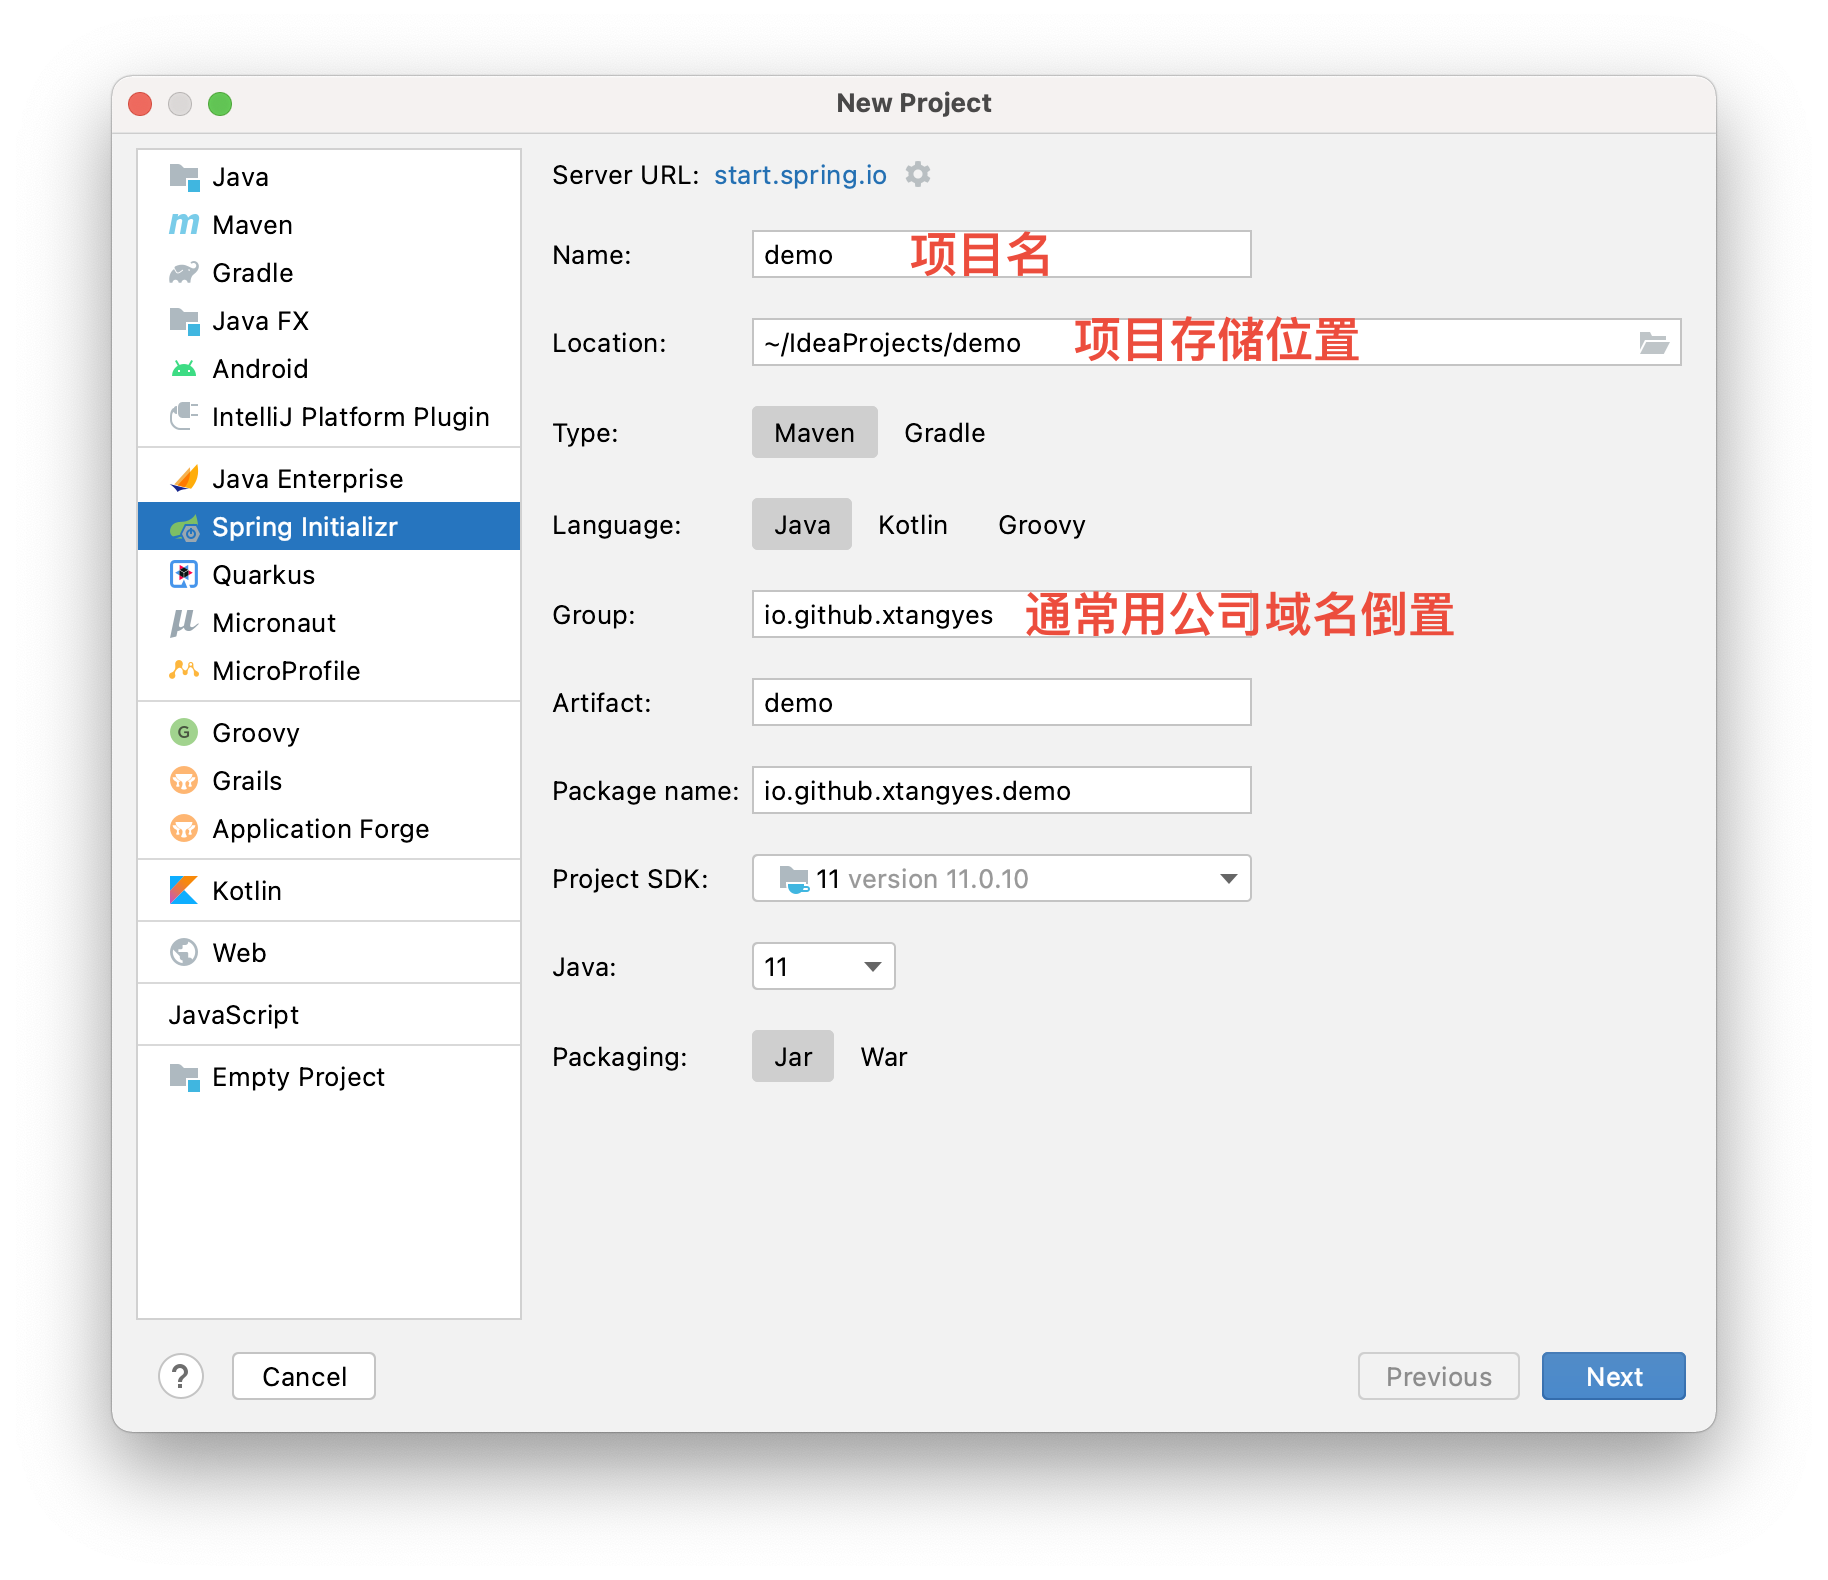 New Project
Java
Maven
Gradle
Java FX
Android
IntelliJ Platform Plugin
Java Enterprise
Spring Initializr
Quarkus
Micronaut
MicroProfile
G Groovy
Grails
Application Forge
Kotlin
Web
JavaScript
Empty Project
Server URL: start.spring.io
Name: demo 项目名
Location: ~/IdeaProjects/demo 项目存储位置
Type: Maven Gradle
Language: Java Kotlin Groovy
Group: io.github.xtangyes 通常用公司域名倒置
Artifact: demo
Package name: io.github.xtangyes.demo
Project SDK: 11 version 11.0.10
Java: 11
Packaging: Jar War
? Cancel Previous Next